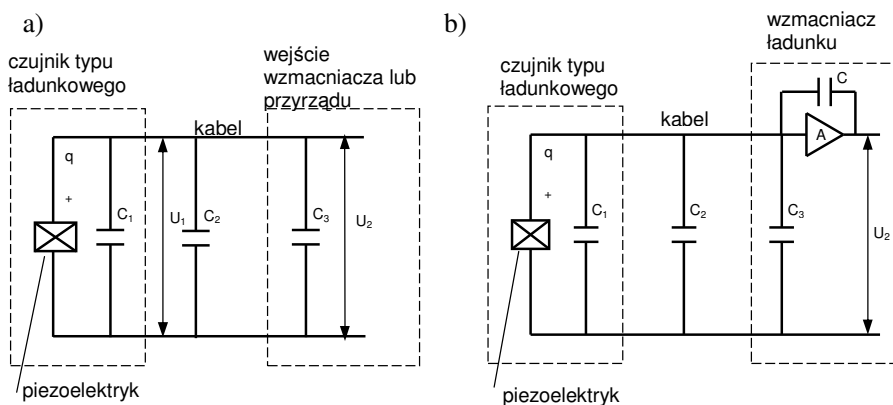 a)
czujnik typu
ładunkowego
wejście
wzmacniacza lub
przyrządu
kabel
q
+
C1
U1
C2
C3
U2
piezoelektryk
b)
czujnik typu
ładunkowego
wzmacniacz
ładunku
kabel
C
A
q
+
C1
C2
C3
U2
piezoelektryk